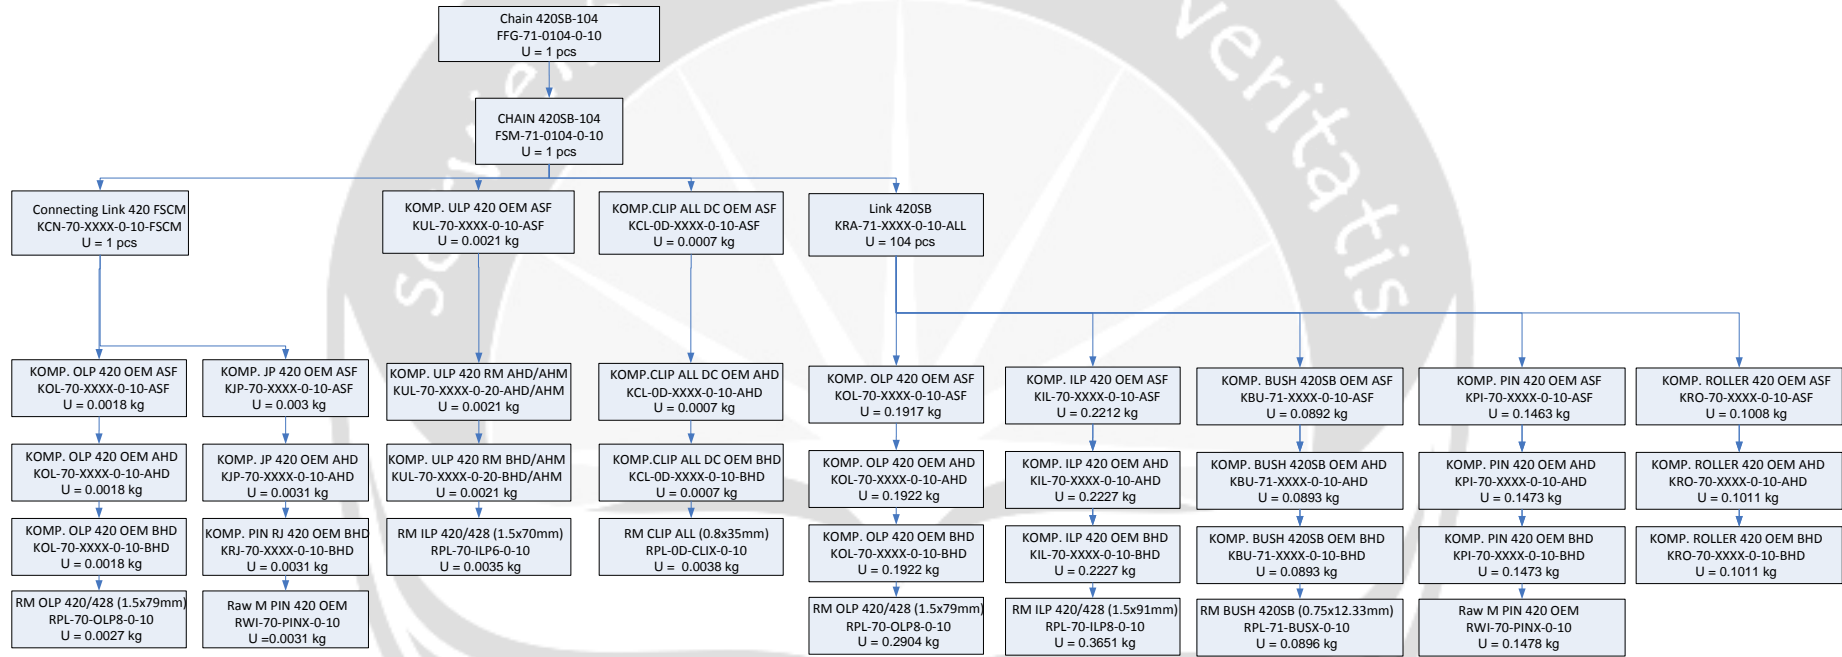 Chain 420SB-104
FFG-71-0104-0-10
U = 1 pcs
CHAIN 420SB-104
FSM-71-0104-0-10
U = 1 pcs
Connecting Link 420 FSCM
KCN-70-XXXX-0-10-FSCM
U = 1 pcs
KOMP. ULP 420 OEM ASF
KUL-70-XXXX-0-10-ASF
U = 0.0021 kg
KOMP.CLIP ALL DC OEM ASF
KCL-0D-XXXX-0-10-ASF
U = 0.0007 kg
Link 420SB
KRA-71-XXXX-0-10-ALL
U = 104 pcs
KOMP. OLP 420 OEM ASF
KOL-70-XXXX-0-10-ASF
U = 0.0018 kg
KOMP. JP 420 OEM ASF
KJP-70-XXXX-0-10-ASF
U = 0.003 kg
KOMP. ULP 420 RM AHD/AHM
KUL-70-XXXX-0-20-AHD/AHM
U = 0.0021 kg
KOMP.CLIP ALL DC OEM AHD
KCL-0D-XXXX-0-10-AHD
U = 0.0007 kg
KOMP. OLP 420 OEM ASF
KOL-70-XXXX-0-10-ASF
U = 0.1917 kg
KOMP. ILP 420 OEM ASF
KIL-70-XXXX-0-10-ASF
U = 0.2212 kg
KOMP. BUSH 420SB OEM ASF
KBU-71-XXXX-0-10-ASF
U = 0.0892 kg
KOMP. PIN 420 OEM ASF
KPI-70-XXXX-0-10-ASF
U = 0.1463 kg
KOMP. ROLLER 420 OEM ASF
KRO-70-XXXX-0-10-ASF
U = 0.1008 kg
KOMP. OLP 420 OEM AHD
KOL-70-XXXX-0-10-AHD
U = 0.0018 kg
KOMP. JP 420 OEM AHD
KJP-70-XXXX-0-10-AHD
U = 0.0031 kg
KOMP. ULP 420 RM BHD/AHM
KUL-70-XXXX-0-20-BHD/AHM
U = 0.0021 kg
KOMP.CLIP ALL DC OEM BHD
KCL-0D-XXXX-0-10-BHD
U = 0.0007 kg
KOMP. OLP 420 OEM AHD
KOL-70-XXXX-0-10-AHD
U = 0.1922 kg
KOMP. ILP 420 OEM AHD
KIL-70-XXXX-0-10-AHD
U = 0.2227 kg
KOMP. BUSH 420SB OEM AHD
KBU-71-XXXX-0-10-AHD
U = 0.0893 kg
KOMP. PIN 420 OEM AHD
KPI-70-XXXX-0-10-AHD
U = 0.1473 kg
KOMP. ROLLER 420 OEM AHD
KRO-70-XXXX-0-10-AHD
U = 0.1011 kg
KOMP. OLP 420 OEM BHD
KOL-70-XXXX-0-10-BHD
U = 0.0018 kg
KOMP. PIN RJ 420 OEM BHD
KRJ-70-XXXX-0-10-BHD
U = 0.0031 kg
RM ILP 420/428 (1.5x70mm)
RPL-70-ILP6-0-10
U = 0.0035 kg
RM CLIP ALL (0.8x35mm)
RPL-0D-CLIX-0-10
U = 0.0038 kg
KOMP. OLP 420 OEM BHD
KOL-70-XXXX-0-10-BHD
U = 0.1922 kg
KOMP. ILP 420 OEM BHD
KIL-70-XXXX-0-10-BHD
U = 0.2227 kg
KOMP. BUSH 420SB OEM BHD
KBU-71-XXXX-0-10-BHD
U = 0.0893 kg
KOMP. PIN 420 OEM BHD
KPI-70-XXXX-0-10-BHD
U = 0.1473 kg
KOMP. ROLLER 420 OEM BHD
KRO-70-XXXX-0-10-BHD
U = 0.1011 kg
RM OLP 420/428 (1.5x79mm)
RPL-70-OLP8-0-10
U = 0.0027 kg
Raw M PIN 420 OEM
RWI-70-PINX-0-10
U =0.0031 kg
RM OLP 420/428 (1.5x79mm)
RPL-70-OLP8-0-10
U = 0.2904 kg
RM ILP 420/428 (1.5x91mm)
RPL-70-ILP8-0-10
U = 0.3651 kg
RM BUSH 420SB (0.75x12.33mm)
RPL-71-BUSX-0-10
U = 0.0896 kg
Raw M PIN 420 OEM
RWI-70-PINX-0-10
U = 0.1478 kg
veritatis